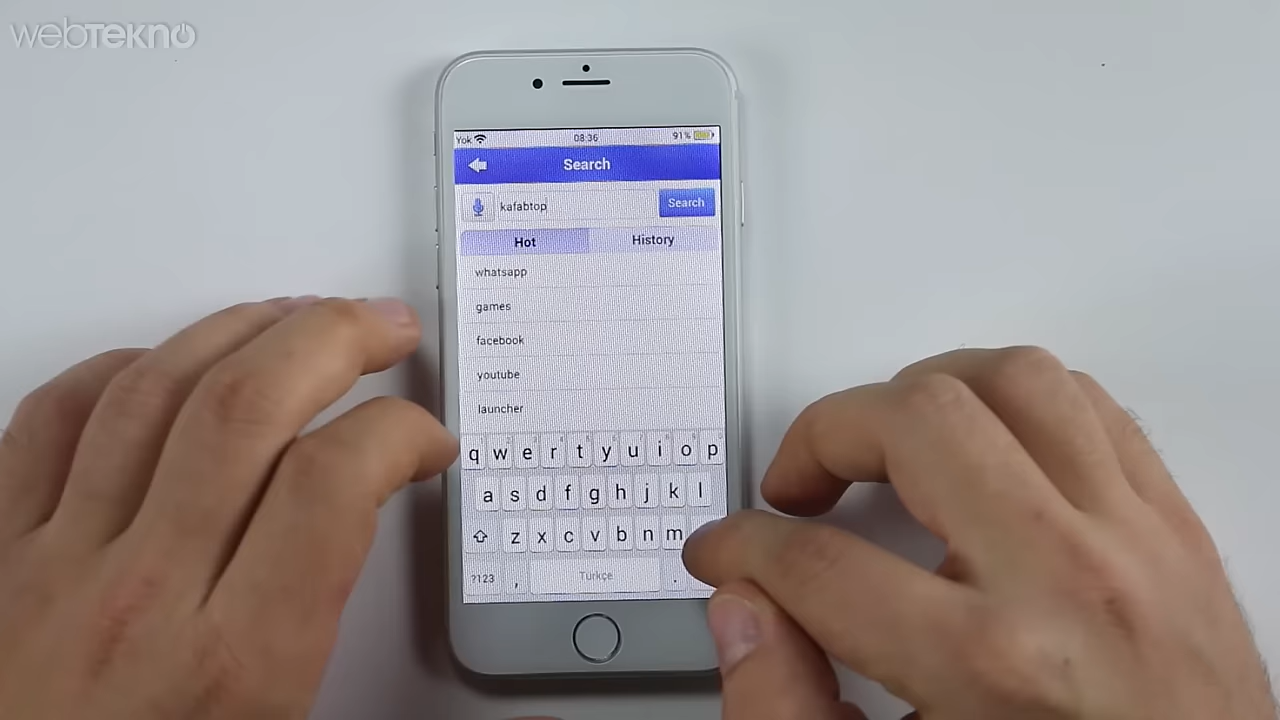 webTEKNO
Yok 08:36 91%
Search
kafabtop Search
Hot History
whatsapp
games
facebook
youtube
launcher
q w e r t y u i o p
a s d f g h j k l
z x c v b n m
?123 , Türkçe .